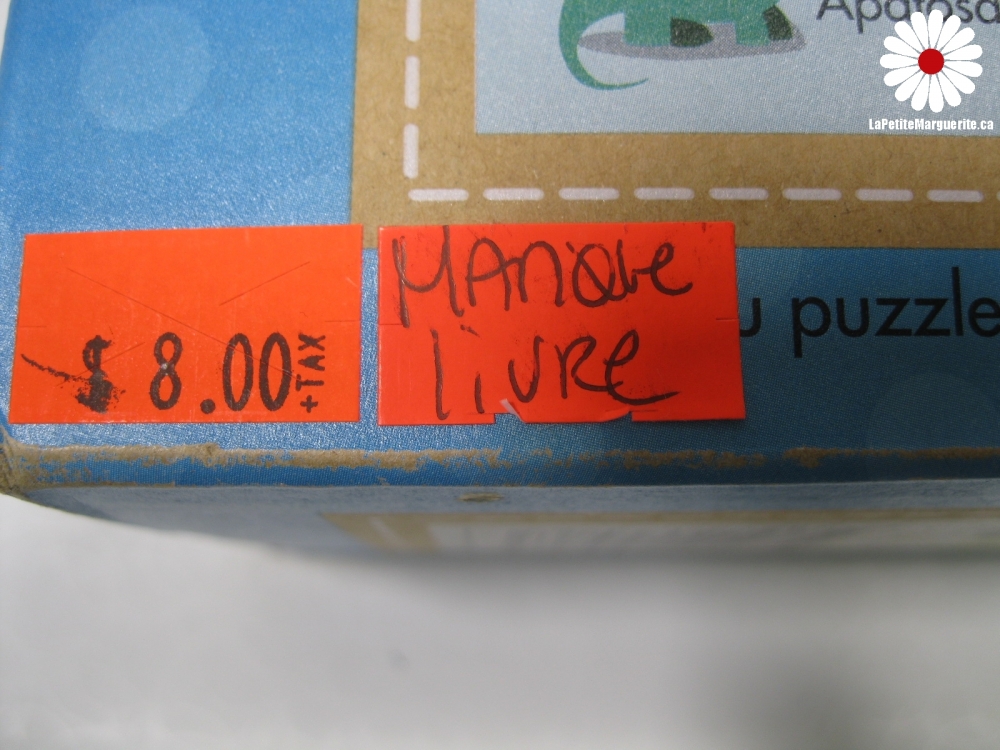 Apatosa
LaPetiteMarguerite.ca
$ 8.00 +TAX
MANQUE
LIVRE
u puzzle